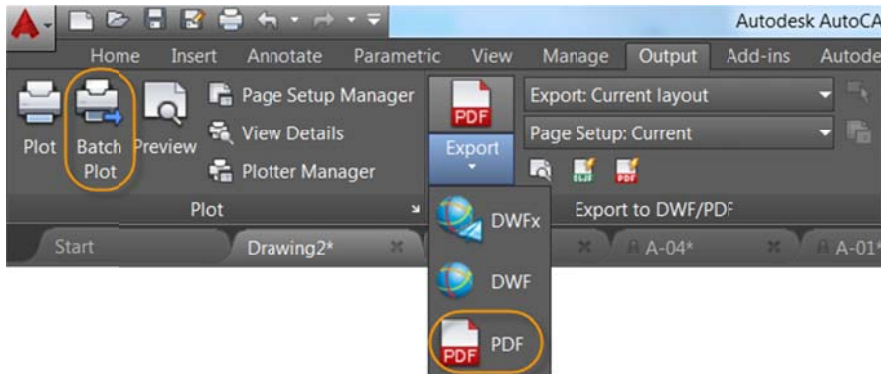 Autodesk AutoCA
Home Insert Annotate Parametric View Manage Output Add-ins Autode
Plot
Batch Plot
Preview
Page Setup Manager
View Details
Plotter Manager
PDF
Export
Export: Current layout
Page Setup: Current
DWF PDF
Plot
Export to DWF/PDF
Start Drawing2* A-04* A-01*
DWFx
DWF
PDF PDF